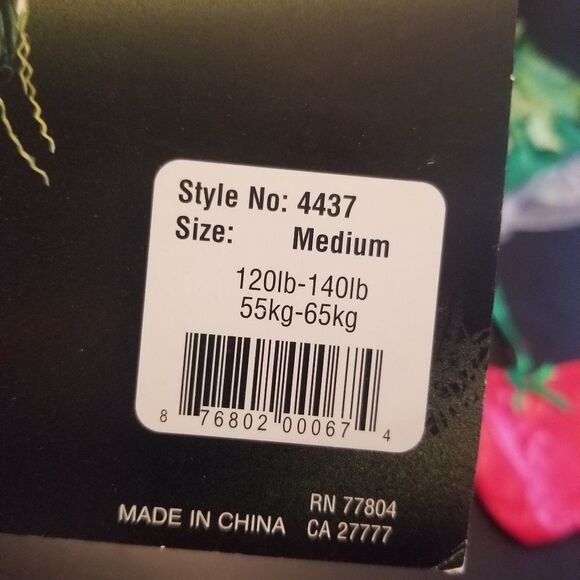 Style No: 4437
Size: Medium
120lb-140lb
55kg-65kg
8 76802 00067 4
RN 77804
MADE IN CHINA CA 27777